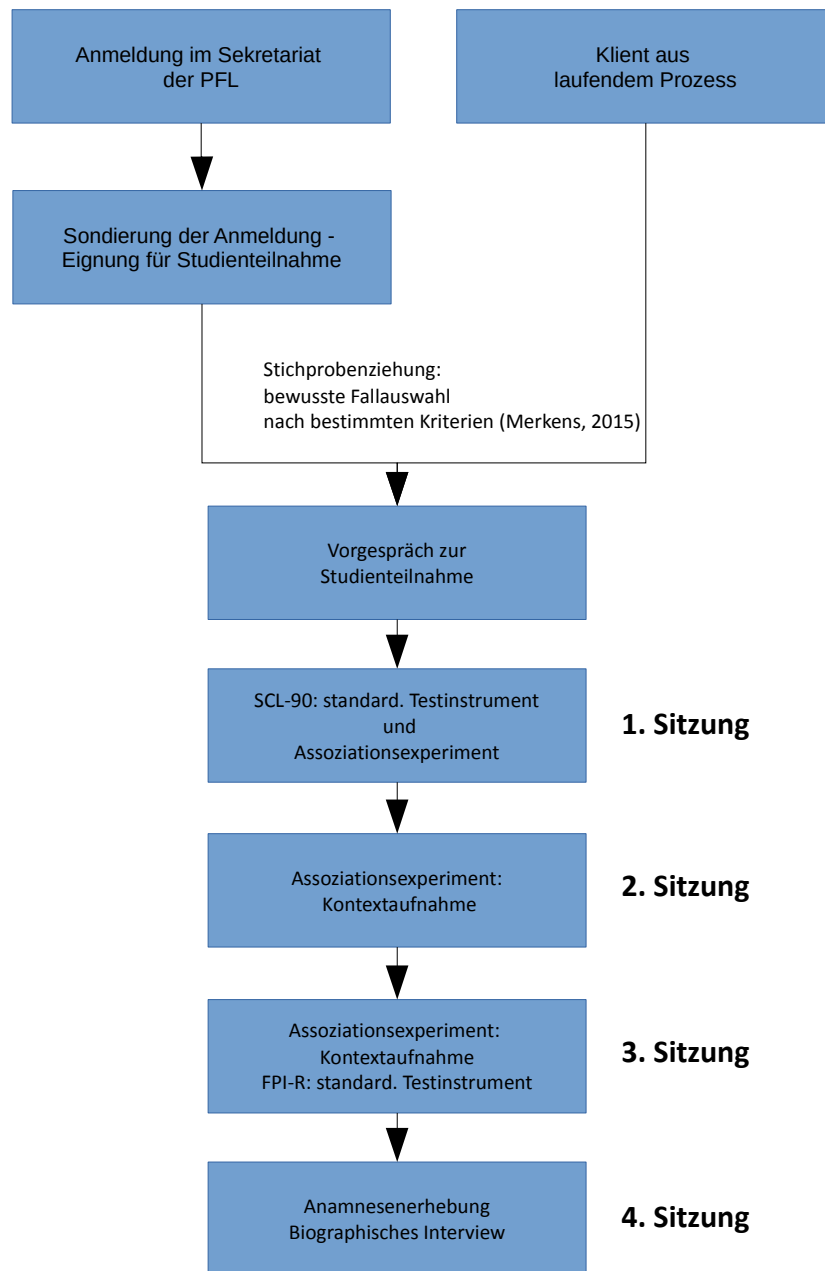 Anmeldung im Sekretariat
der PFL
Klient aus
laufendem Prozess
Sondierung der Anmeldung -
Eignung für Studienteilnahme
Stichprobenziehung:
bewusste Fallauswahl
nach bestimmten Kriterien (Merkens, 2015)
Vorgespräch zur
Studienteilnahme
SCL-90: standard. Testinstrument
und
Assoziationsexperiment
1. Sitzung
Assoziationsexperiment:
Kontextaufnahme
2. Sitzung
Assoziationsexperiment:
Kontextaufnahme
FPI-R: standard. Testinstrument
3. Sitzung
Anamnesenerhebung
Biographisches Interview
4. Sitzung